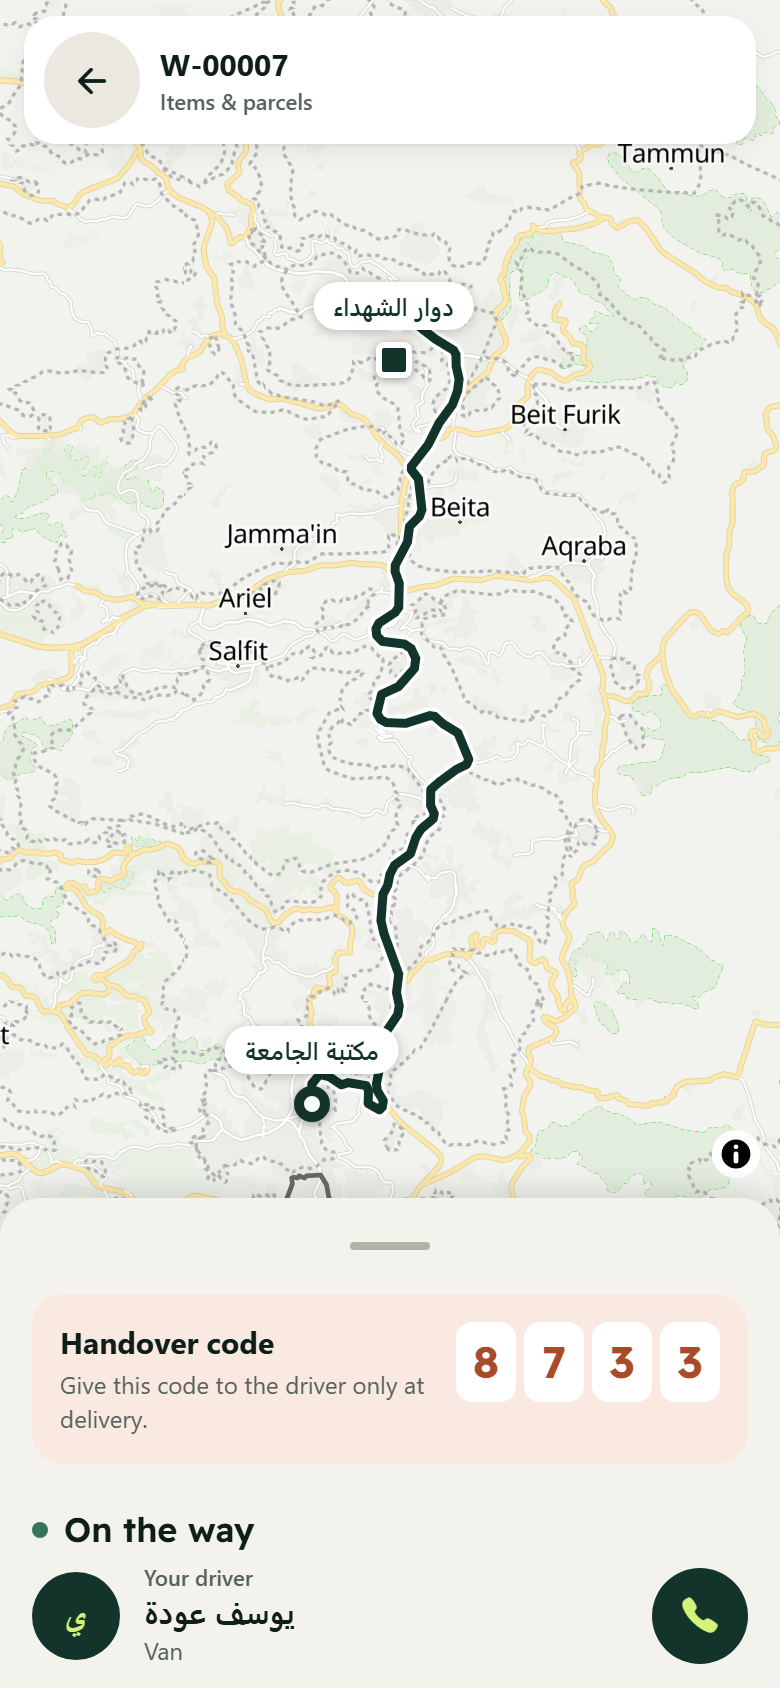 W-00007
Items & parcels
Tammun
دوار الشهداء
Beit Furik
Beita
Jamma'in
Aqraba
Ariel
Salfit
t
مكتبة الجامعة
Handover code
8 7 3 3
Give this code to the driver only at
delivery.
On the way
Your driver
ي
يوسف عودة
Van